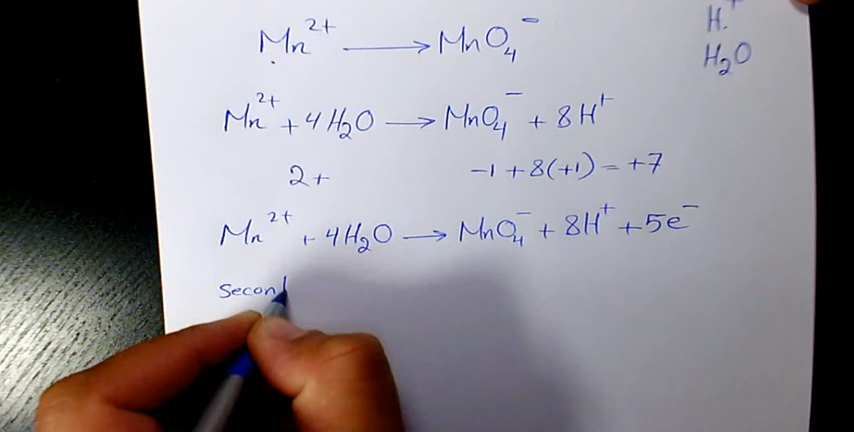 Mn²⁺ → MnO₄⁻
H⁺
H₂O
Mn²⁺ + 4H₂O → MnO₄⁻ + 8H⁺
2+ -1 + 8(+1) = +7
Mn²⁺ + 4H₂O → MnO₄⁻ + 8H⁺ + 5e⁻
Second